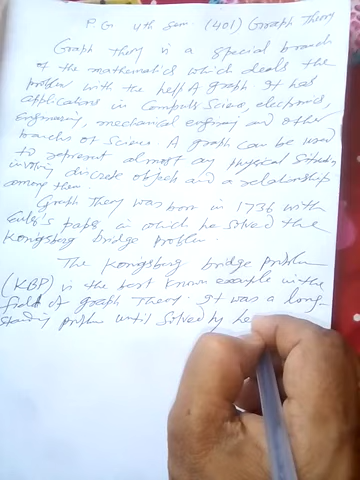 P.G 4th Sem. (401) Graph Theory
Graph Theory is a special branch
of the mathematics which deals the
problem with the help of graph. It has
applications in Computer Science, electronics,
Engineering, mechanical engineering and other
branches of Science. A graph can be used
to represent almost any Physical Situation
involving discrete objects and a relationship
among them.
Graph Theory was born in 1736 with
Euler's paper in which he solved the
Konigsberg bridge problem.
The Konigsberg bridge problem
(KBP) is the best known example in the
field of graph Theory. It was a long-
standing problem until solved by